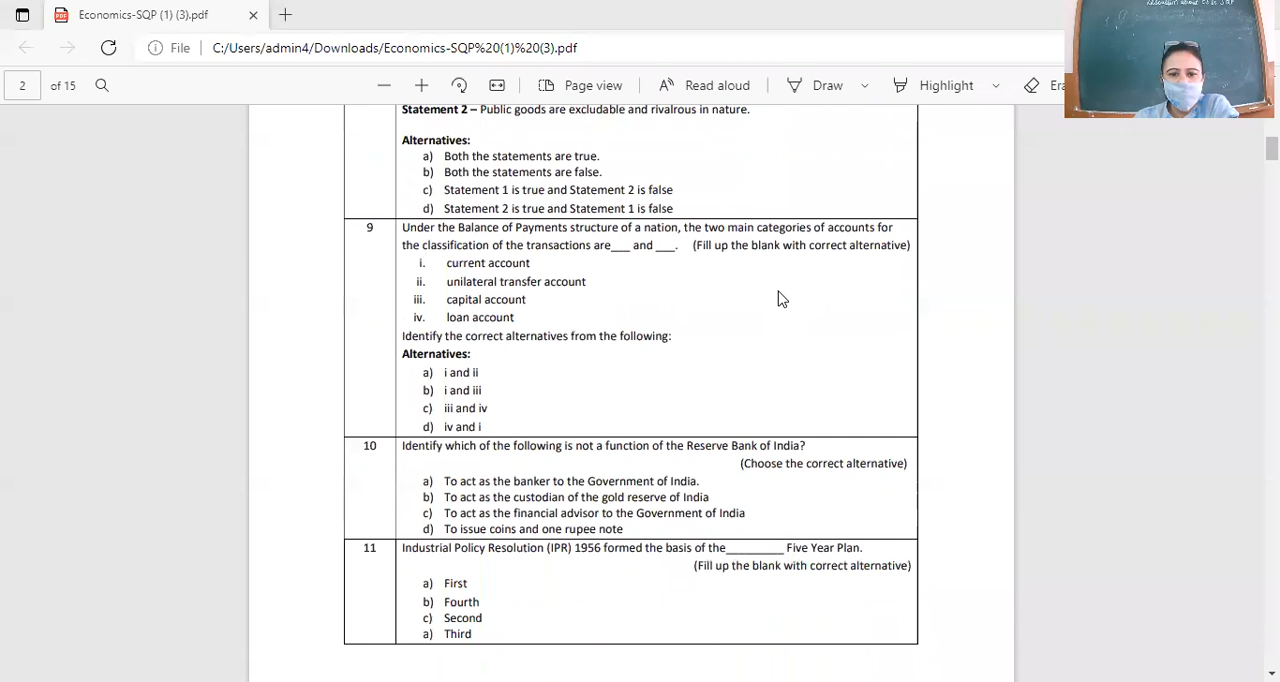 Economics-SQP (1) (3).pdf
File C:/Users/admin4/Downloads/Economics-SQP%20(1)%20(3).pdf
2 of 15 Page view Read aloud Draw Highlight
Statement 2 – Public goods are excludable and rivalrous in nature.
Alternatives:
a) Both the statements are true.
b) Both the statements are false.
c) Statement 1 is true and Statement 2 is false
d) Statement 2 is true and Statement 1 is false
9 Under the Balance of Payments structure of a nation, the two main categories of accounts for
the classification of the transactions are___ and ___. (Fill up the blank with correct alternative)
i. current account
ii. unilateral transfer account
iii. capital account
iv. loan account
Identify the correct alternatives from the following:
Alternatives:
a) i and ii
b) i and iii
c) iii and iv
d) iv and i
10 Identify which of the following is not a function of the Reserve Bank of India?
(Choose the correct alternative)
a) To act as the banker to the Government of India.
b) To act as the custodian of the gold reserve of India
c) To act as the financial advisor to the Government of India
d) To issue coins and one rupee note
11 Industrial Policy Resolution (IPR) 1956 formed the basis of the_________ Five Year Plan.
(Fill up the blank with correct alternative)
a) First
b) Fourth
c) Second
a) Third